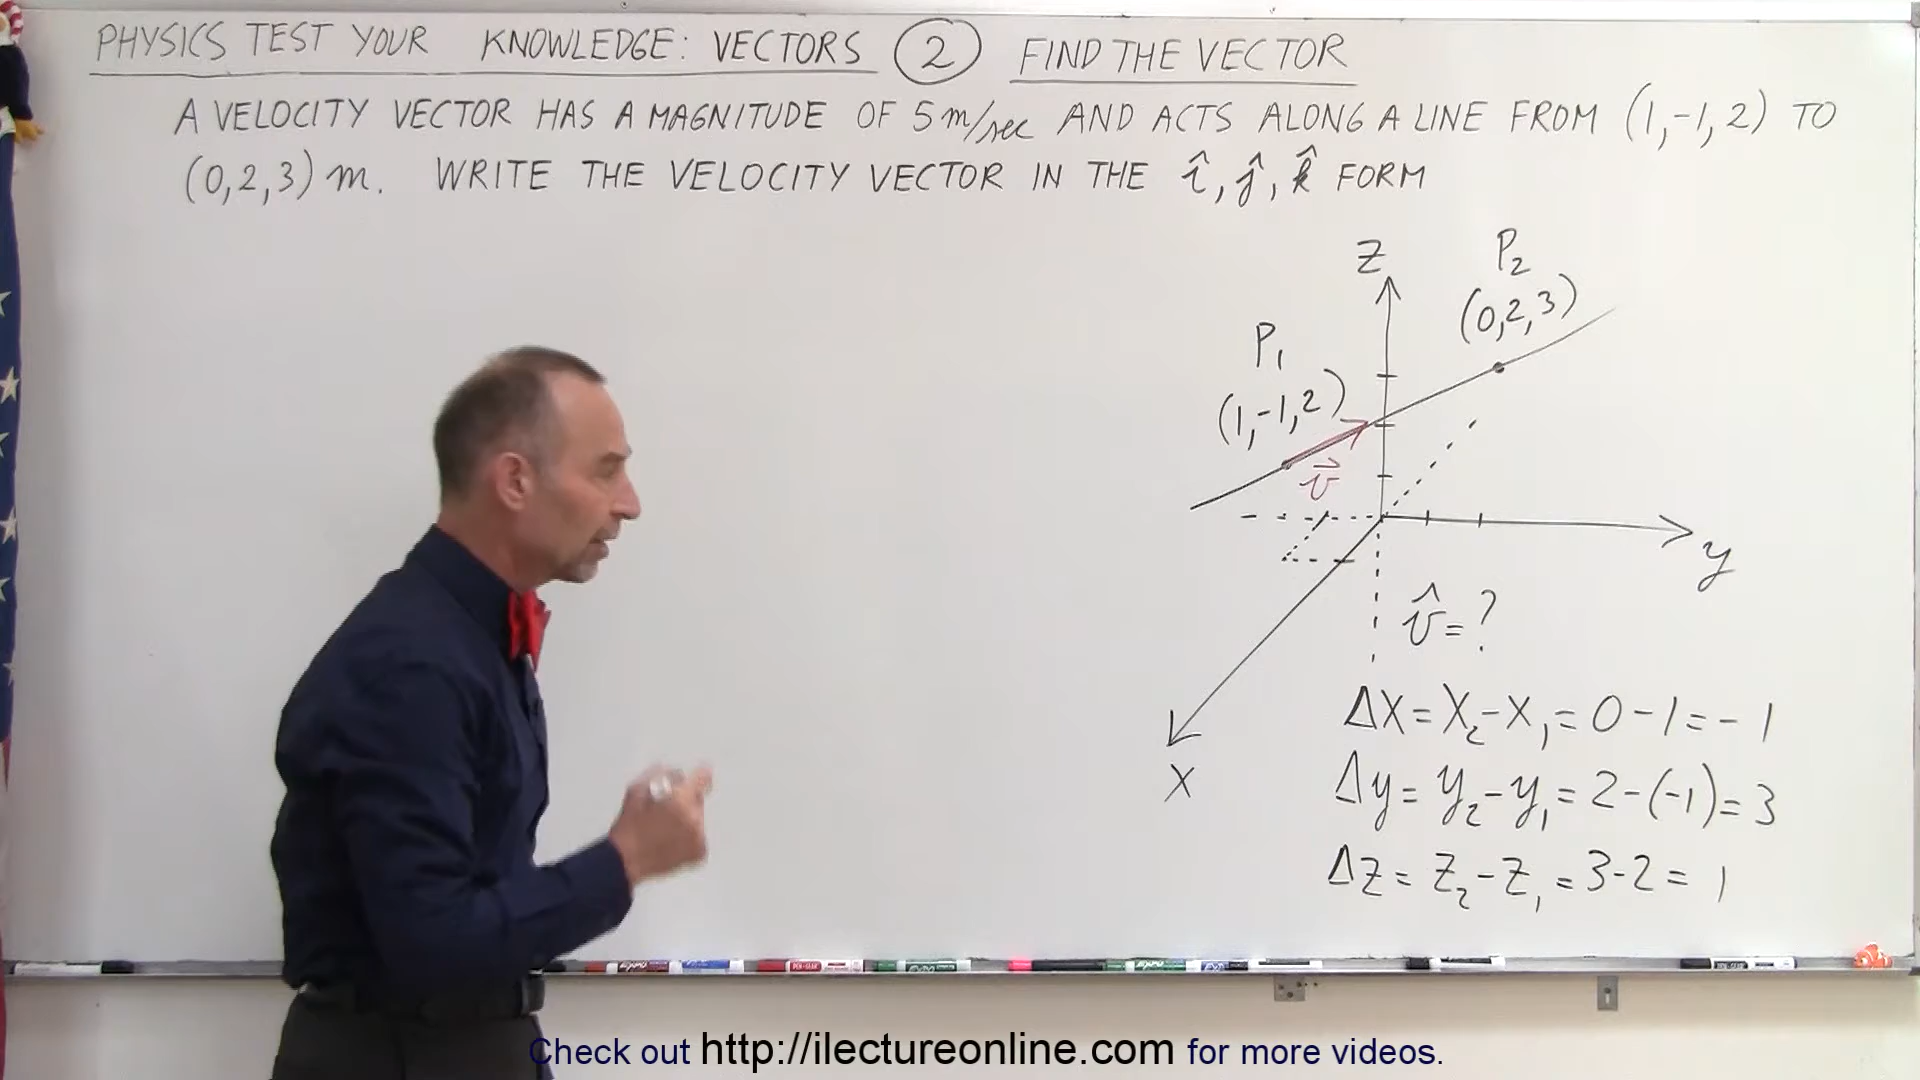 PHYSICS TEST YOUR KNOWLEDGE: VECTORS (2) FIND THE VECTOR
A VELOCITY VECTOR HAS A MAGNITUDE OF 5 m/sec AND ACTS ALONG A LINE FROM (1,-1,2) TO
(0,2,3) m. WRITE THE VELOCITY VECTOR IN THE î, ĵ, k̂ FORM
Z
P₂
(0,2,3)
P₁
(1,-1,2)
v⃗
y
v̂ = ?
X
ΔX = X₂ - X₁ = 0 - 1 = - 1
Δy = y₂ - y₁ = 2 - (-1) = 3
ΔZ = Z₂ - Z₁ = 3 - 2 = 1
Check out http://ilectureonline.com for more videos.